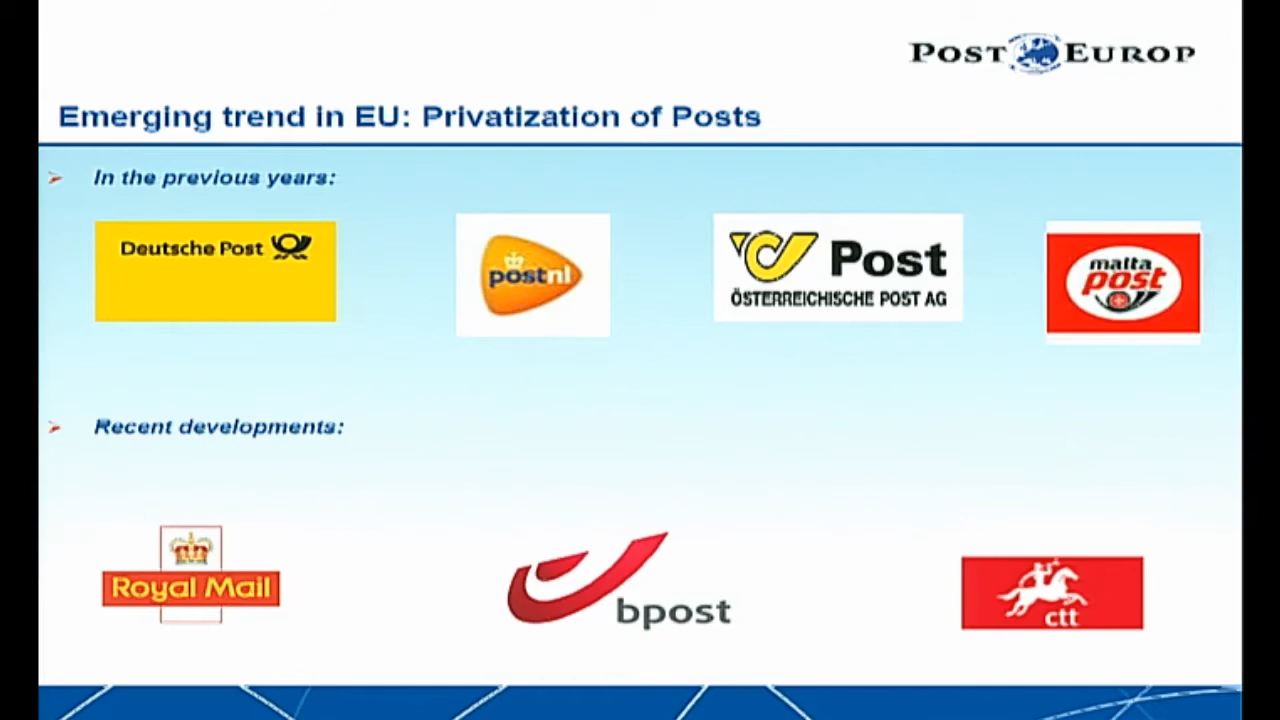 POST EUROP
Emerging trend in EU: Privatization of Posts
In the previous years:
Deutsche Post
postnl
Post
ÖSTERREICHISCHE POST AG
malta
post
Recent developments:
Royal Mail
bpost
ctt